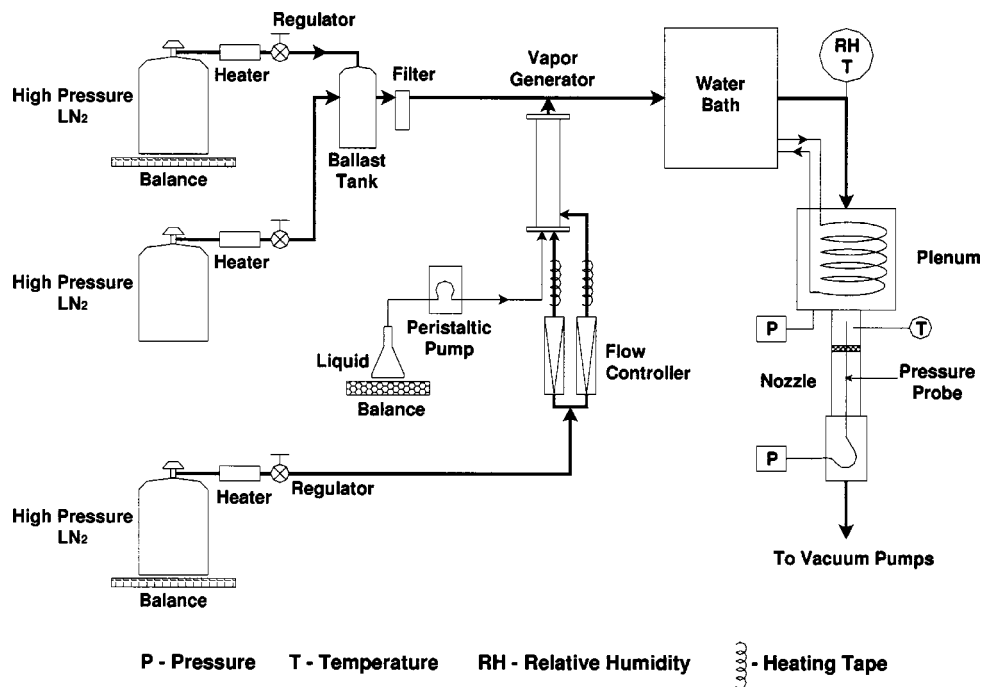 Regulator
Heater
High Pressure
LN2
Balance
Filter
Ballast
Tank
Vapor
Generator
Water
Bath
RH
T
High Pressure
LN2
Heater
Plenum
Peristaltic
Pump
Liquid
Balance
Flow
Controller
P
T
Nozzle
Pressure
Probe
P
High Pressure
LN2
Heater
Regulator
Balance
To Vacuum Pumps
P - Pressure T - Temperature RH - Relative Humidity - Heating Tape